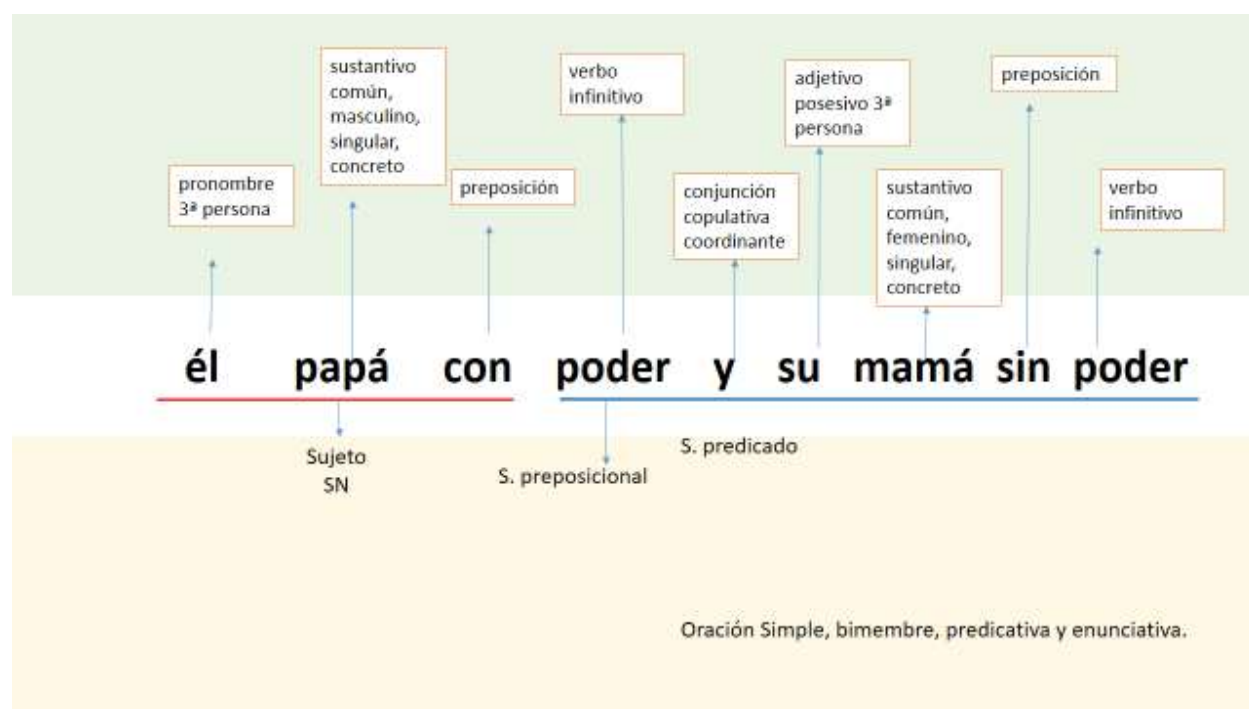 sustantivo
común,
masculino,
singular,
concreto
verbo
infinitivo
adjetivo
posesivo 3ª
persona
preposición
pronombre
3ª persona
preposición
conjunción
copulativa
coordinante
sustantivo
común,
femenino,
singular,
concreto
verbo
infinitivo
él papá con poder y su mamá sin poder
Sujeto
SN
S. preposicional
S. predicado
Oración Simple, bimembre, predicativa y enunciativa.